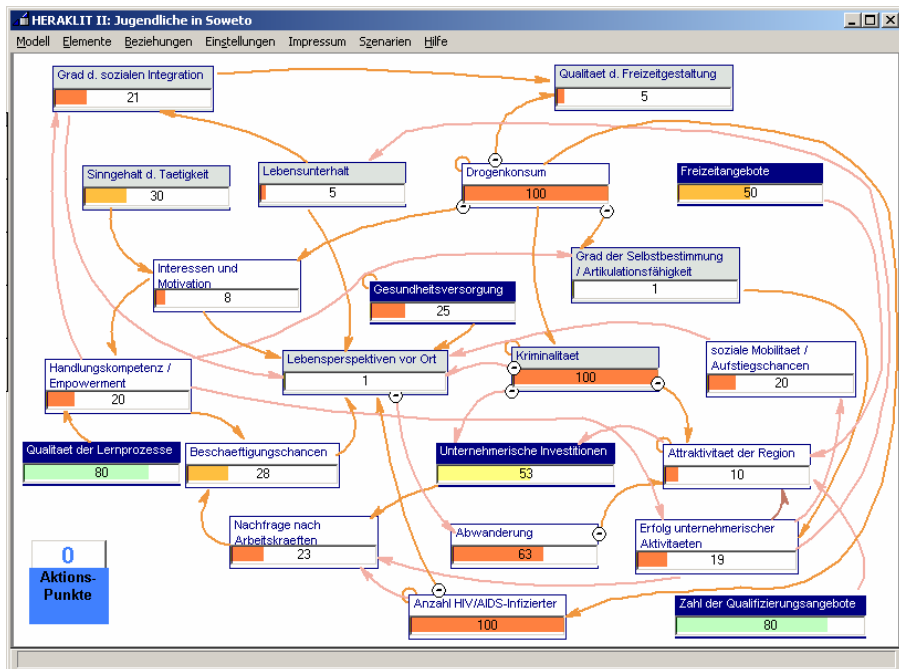 HERAKLIT II: Jugendliche in Soweto
Modell Elemente Beziehungen Einstellungen Impressum Szenarien Hilfe
Grad d. sozialen Integration
21
Qualitaet d. Freizeitgestaltung
5
Sinngehalt d. Taetigkeit
30
Lebensunterhalt
5
Drogenkonsum
100
Freizeitangebote
50
Interessen und
Motivation
8
Gesundheitsversorgung
25
Grad der Selbstbestimmung
/ Artikulationsfähigkeit
1
Handlungskompetenz /
Empowerment
20
Lebensperspektiven vor Ort
1
Kriminalitaet
100
soziale Mobilitaet /
Aufstiegschancen
20
Qualitaet der Lernprozesse
80
Beschaeftigungschancen
28
Unternehmerische Investitionen
53
Attraktivitaet der Region
10
Nachfrage nach
Arbeitskraeften
23
Abwanderung
63
Erfolg unternehmerischer
Aktivitaeten
19
0
Aktions-
Punkte
Anzahl HIV/AIDS-Infizierter
100
Zahl der Qualifizierungsangebote
80